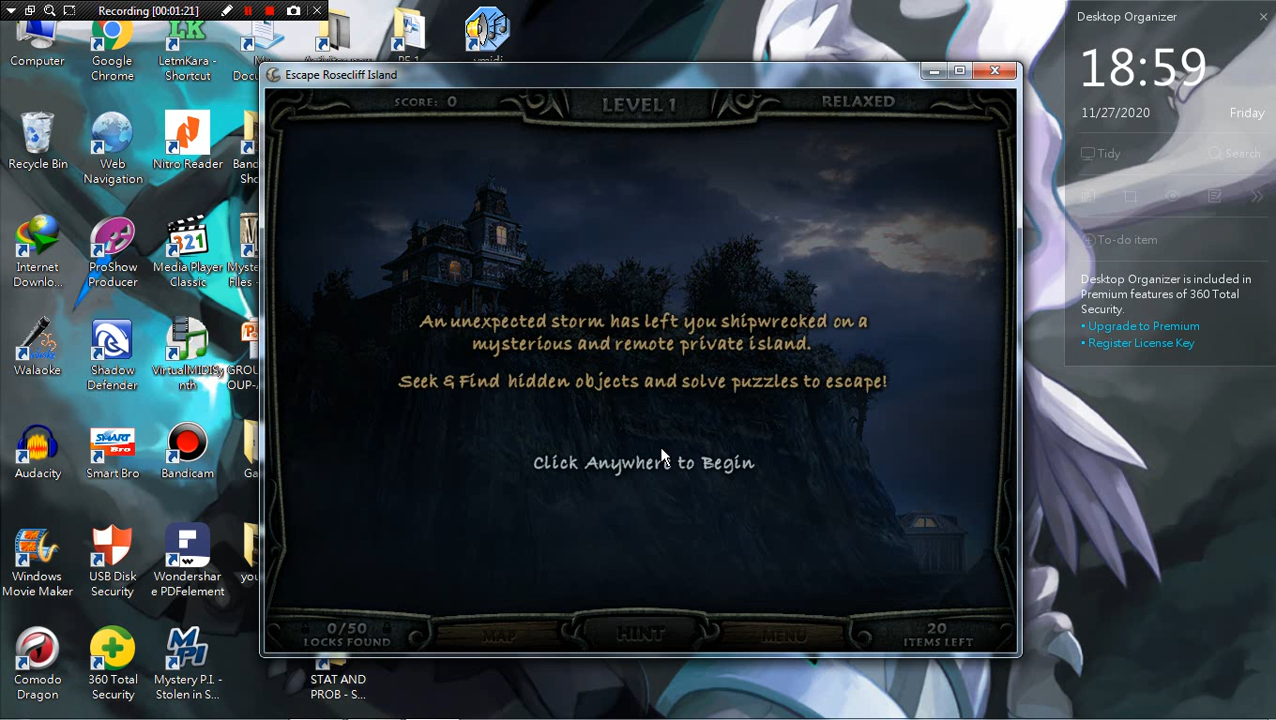 Recording [00:01:21]
Computer
Google
Chrome
LetmKara -
Shortcut
Recycle Bin
Web
Navigation
Nitro Reader
Internet
Downlo...
ProShow
Producer
Media Player
Classic
Walaoke
Shadow
Defender
VirtualMIDISy
nth
Audacity
Smart Bro
Bandicam
Windows
Movie Maker
USB Disk
Security
Wondershar
e PDFelement
Comodo
Dragon
360 Total
Security
Mystery P.I. -
Stolen in S...
STAT AND
PROB - S...
Escape Rosecliff Island
SCORE: 0
LEVEL 1
RELAXED
An unexpected storm has left you shipwrecked on a
mysterious and remote private island.
Seek & Find hidden objects and solve puzzles to escape!
Click Anywhere to Begin
0/50
LOCKS FOUND
MAP
HINT
MENU
20
ITEMS LEFT
Desktop Organizer
18:59
11/27/2020
Friday
Tidy
Search
To-do item
Desktop Organizer is included in
Premium features of 360 Total
Security.
• Upgrade to Premium
• Register License Key